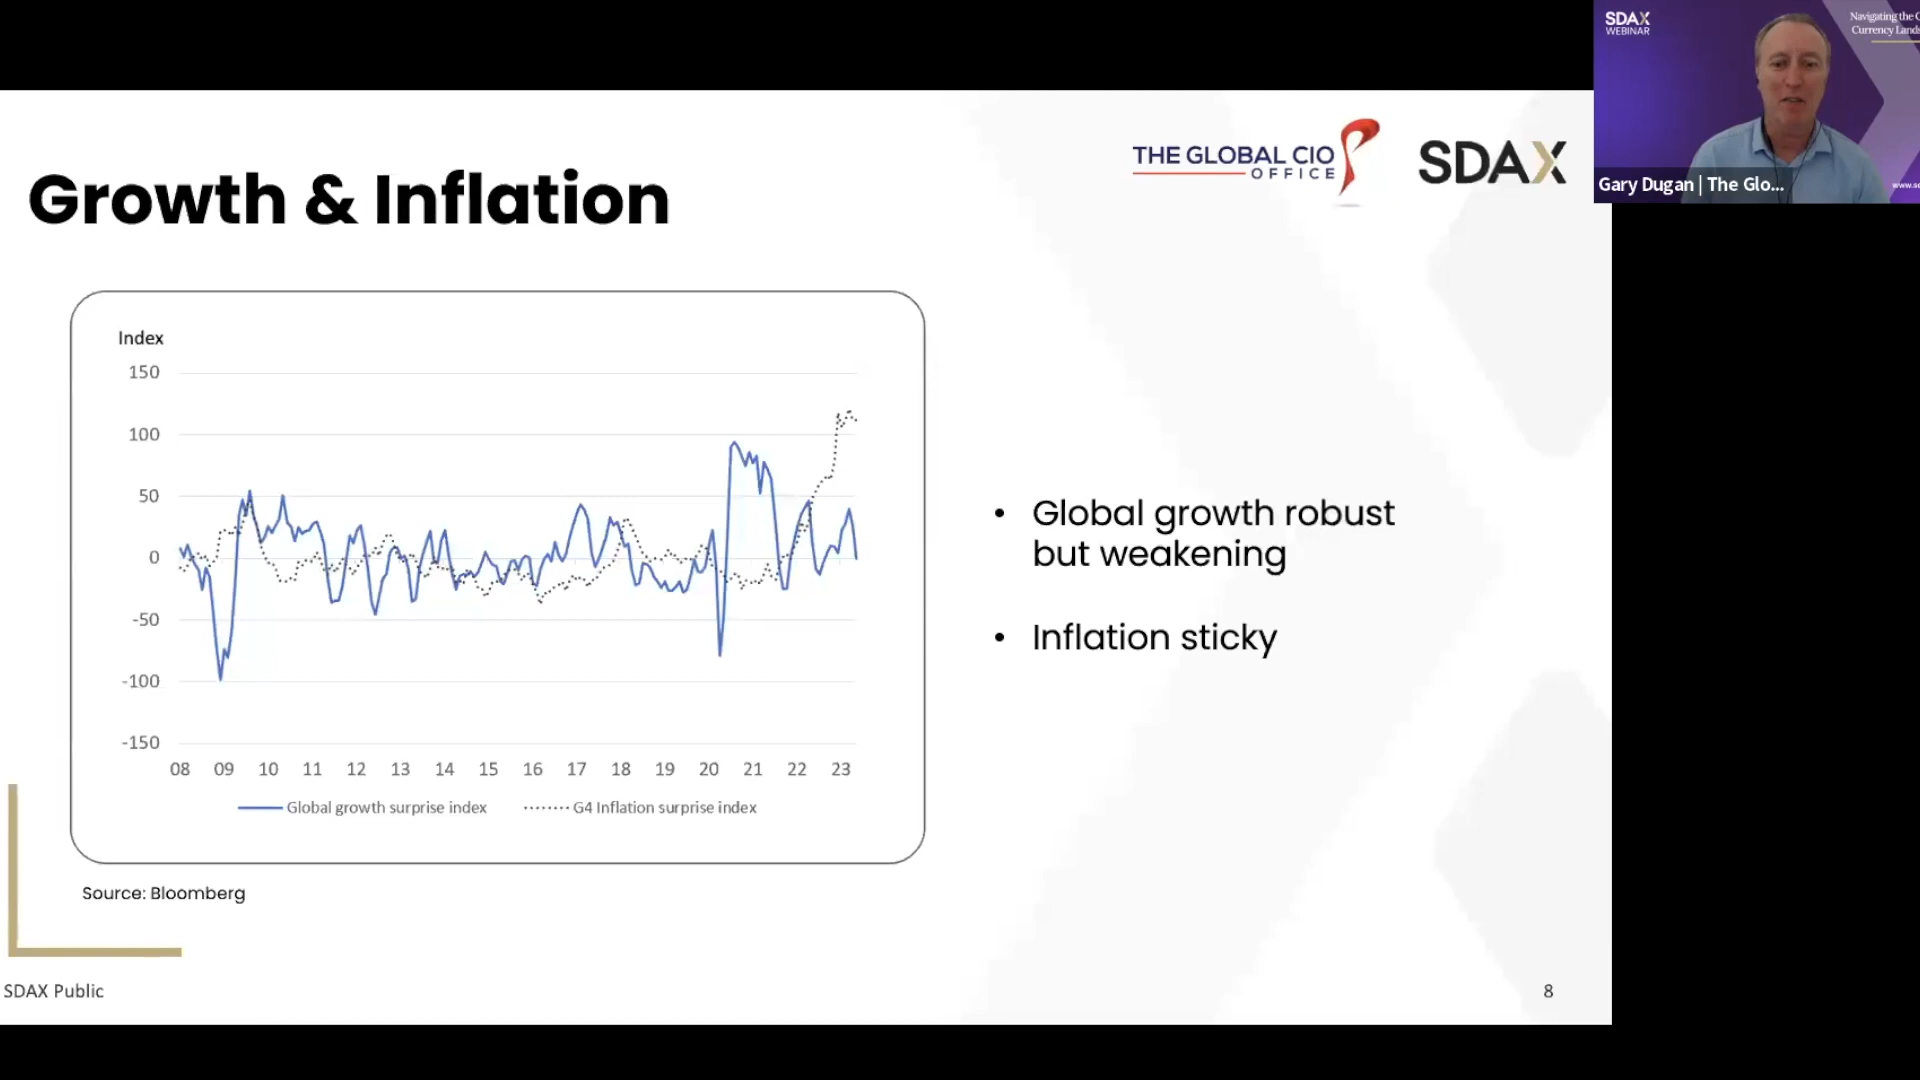 SDAX
WEBINAR
Navigating the
Currency
Gary Dugan | The Glo...
THE GLOBAL CIO
OFFICE
SDAX
Growth & Inflation
Index
150
100
50
0
-50
-100
-150
08 09 10 11 12 13 14 15 16 17 18 19 20 21 22 23
Global growth surprise index
G4 Inflation surprise index
• Global growth robust
but weakening
• Inflation sticky
Source: Bloomberg
SDAX Public
8